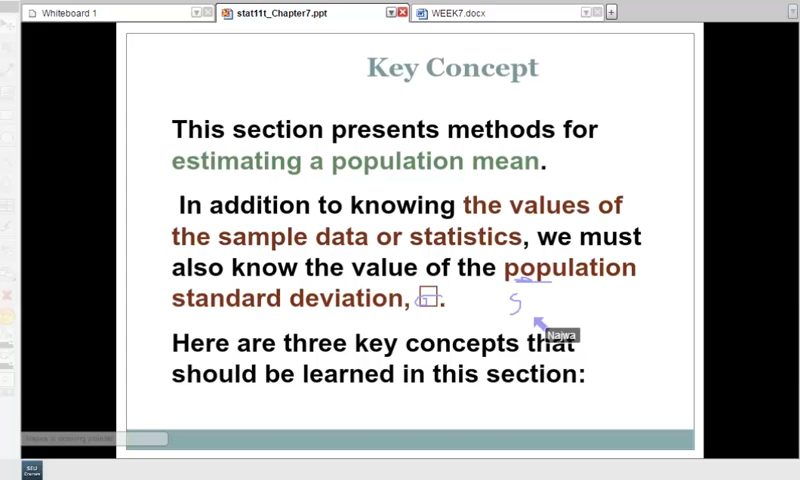 Whiteboard 1
stat11t_Chapter7.ppt
WEEK7.docx
Key Concept
This section presents methods for
estimating a population mean.
In addition to knowing the values of
the sample data or statistics, we must
also know the value of the population
standard deviation, σ.
S
Najwa
Here are three key concepts that
should be learned in this section:
SEU